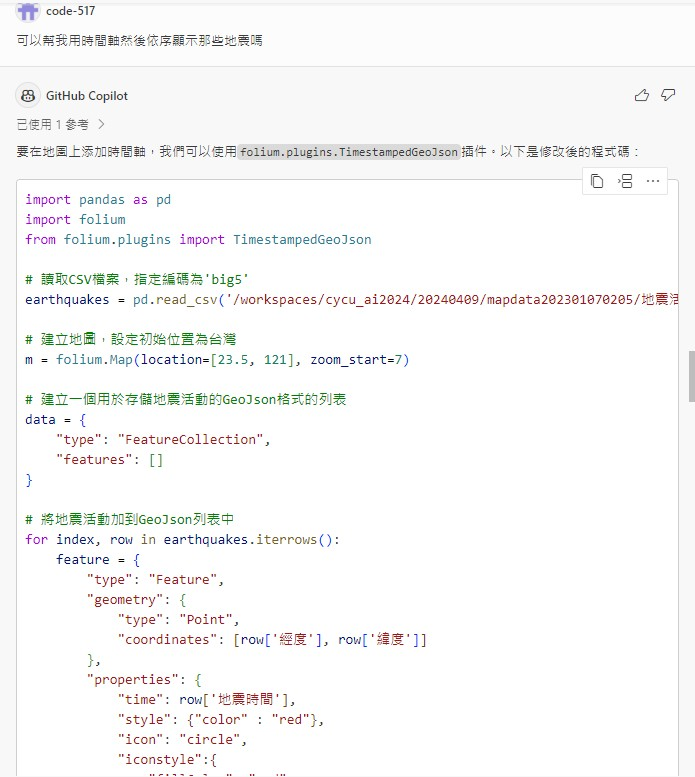 code-517
可以幫我用時間軸然後依序顯示那些地震嗎
GitHub Copilot
已使用 1 參考 >
要在地圖上添加時間軸，我們可以使用folium.plugins.TimestampedGeoJson插件。以下是修改後的程式碼：
import pandas as pd
import folium
from folium.plugins import TimestampedGeoJson
# 讀取CSV檔案，指定編碼為'big5'
earthquakes = pd.read_csv('/workspaces/cycu_ai2024/20240409/mapdata202301070205/地震活
# 建立地圖，設定初始位置為台灣
m = folium.Map(location=[23.5, 121], zoom_start=7)
# 建立一個用於存儲地震活動的GeoJson格式的列表
data = {
    "type": "FeatureCollection",
    "features": []
}
# 將地震活動加到GeoJson列表中
for index, row in earthquakes.iterrows():
    feature = {
        "type": "Feature",
        "geometry": {
            "type": "Point",
            "coordinates": [row['經度'], row['緯度']]
        },
        "properties": {
            "time": row['地震時間'],
            "style": {"color" : "red"},
            "icon": "circle",
            "iconstyle":{